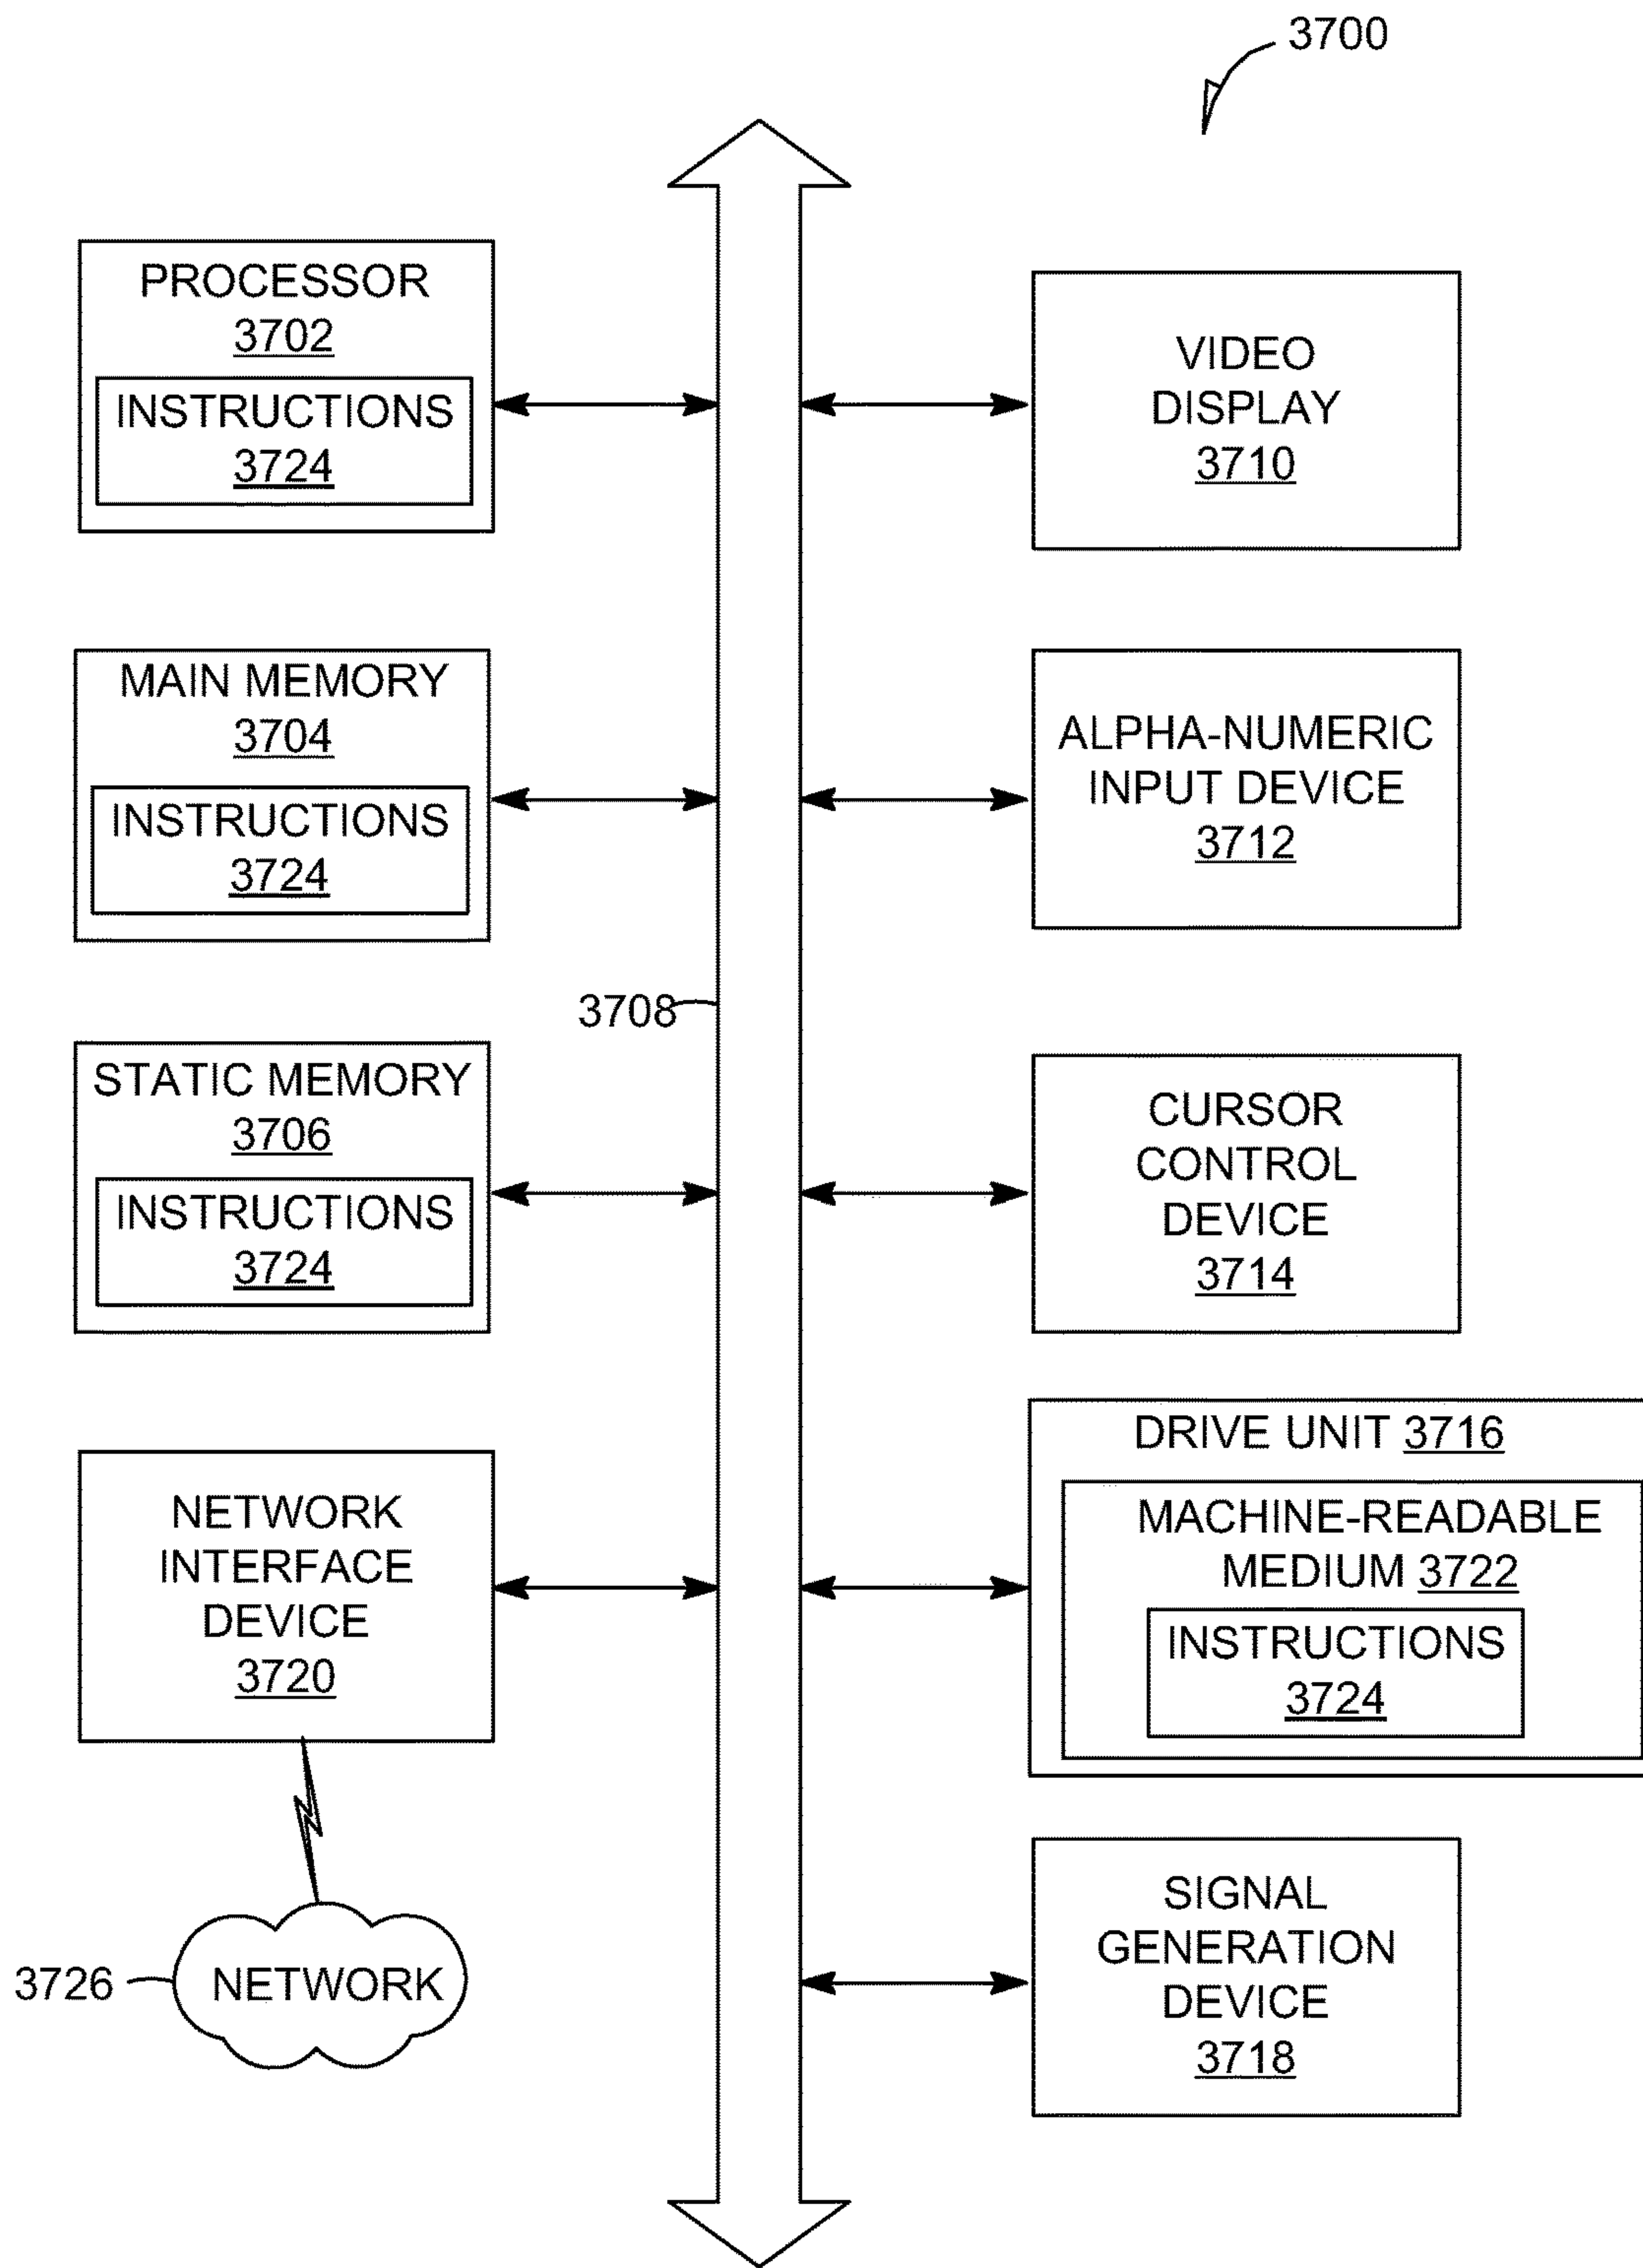 3700
PROCESSOR
3702
INSTRUCTIONS
3724
VIDEO
DISPLAY
3710
MAIN MEMORY
3704
INSTRUCTIONS
3724
ALPHA-NUMERIC
INPUT DEVICE
3712
3708
STATIC MEMORY
3706
INSTRUCTIONS
3724
CURSOR
CONTROL
DEVICE
3714
NETWORK
INTERFACE
DEVICE
3720
DRIVE UNIT 3716
MACHINE-READABLE
MEDIUM 3722
INSTRUCTIONS
3724
3726
NETWORK
SIGNAL
GENERATION
DEVICE
3718